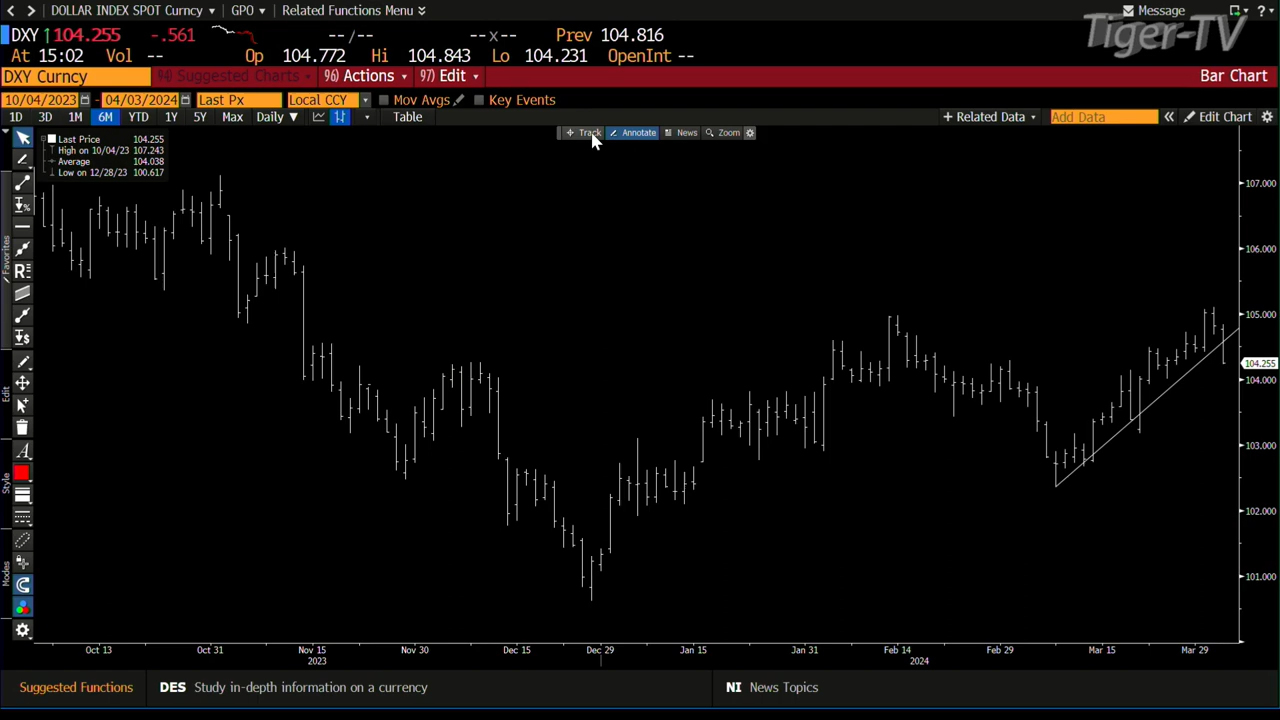 DOLLAR INDEX SPOT Curncy ▾ GPO ▾ Related Functions Menu Message ?
Tiger-TV
DXY ↑104.255 -.561 --/-- --x-- Prev 104.816
At 15:02 Vol -- Op 104.772 Hi 104.843 Lo 104.231 OpenInt --
DXY Curncy 94) Suggested Charts 96) Actions 97) Edit Bar Chart
10/04/2023 - 04/03/2024 Last Px Local CCY Mov Avgs Key Events
1D 3D 1M 6M YTD 1Y 5Y Max Daily ▼ Table + Related Data Add Data « Edit Chart
Track Annotate News Zoom
Last Price 104.255
High on 10/04/23 107.243
Average 104.038
Low on 12/28/23 100.617
Favorites
Edit
Style
Modes
R
A
107.000
106.000
105.000
104.255
104.000
103.000
102.000
101.000
Oct 13 Oct 31 Nov 15 Nov 30 Dec 15 Dec 29 Jan 15 Jan 31 Feb 14 Feb 29 Mar 15 Mar 29
2023 2024
Suggested Functions DES Study in-depth information on a currency NI News Topics